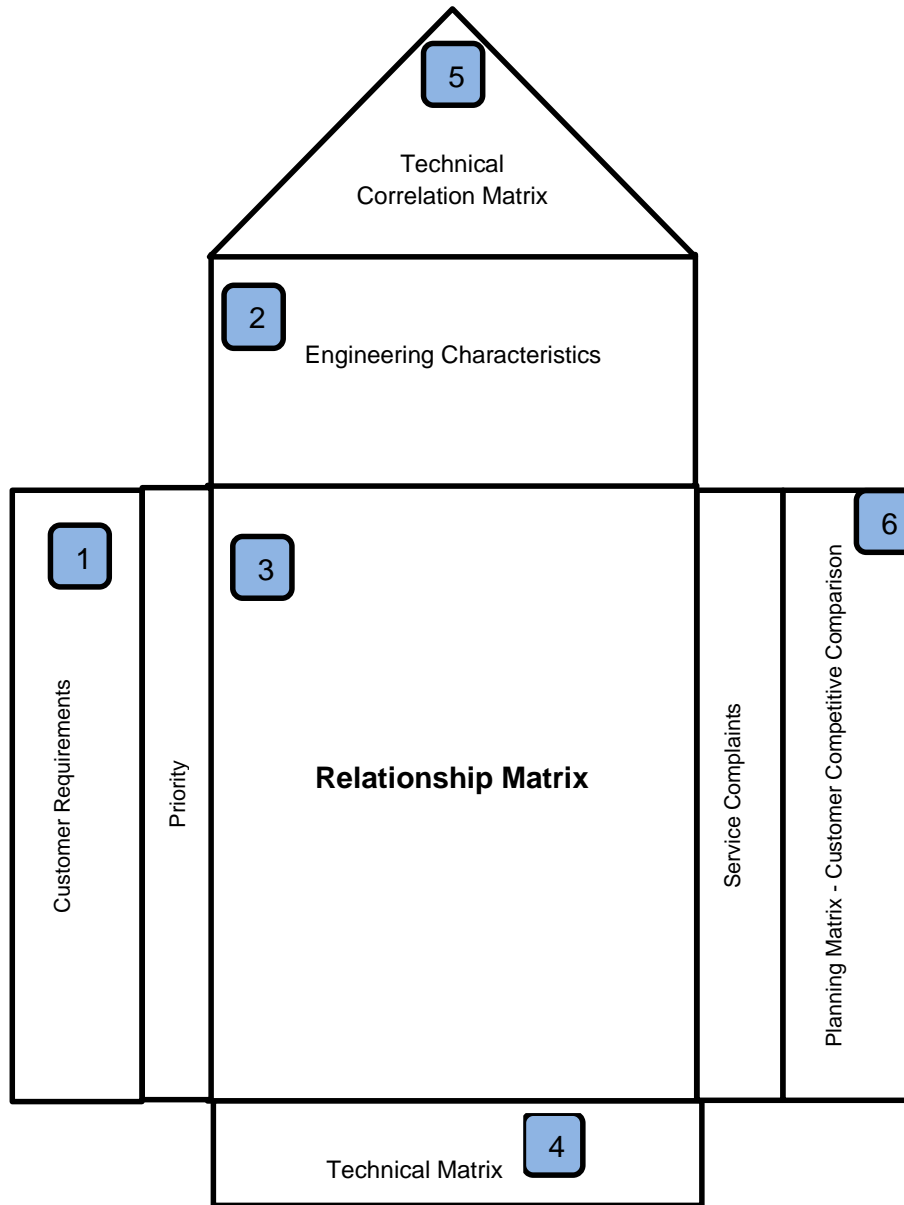 5
Technical
Correlation Matrix
2
Engineering Characteristics
1
Customer Requirements
Priority
3
Relationship Matrix
Service Complaints
6
Planning Matrix - Customer Competitive Comparison
Technical Matrix
4